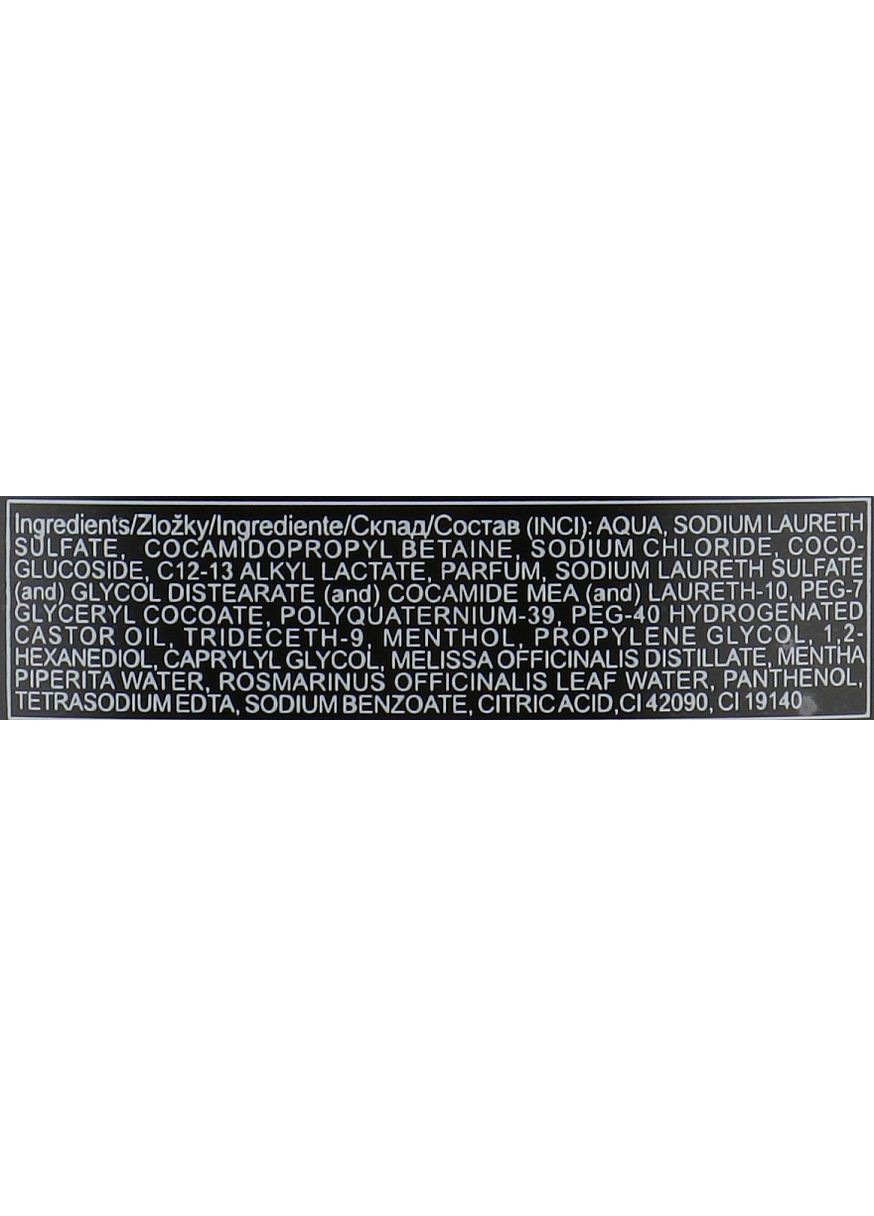 Ingredients/Zložky/Ingrediente/Склад/Состав (INCI): AQUA, SODIUM LAURETH
SULFATE, COCAMIDOPROPYL BETAINE, SODIUM CHLORIDE, COCO-
GLUCOSIDE, C12-13 ALKYL LACTATE, PARFUM, SODIUM LAURETH SULFATE
(and) GLYCOL DISTEARATE (and) COCAMIDE MEA (and) LAURETH-10, PEG-7
GLYCERYL COCOATE, POLYQUATERNIUM-39, PEG-40 HYDROGENATED
CASTOR OIL, TRIDECETH-9, MENTHOL, PROPYLENE GLYCOL, 1,2-
HEXANEDIOL, CAPRYLYL GLYCOL, MELISSA OFFICINALIS DISTILLATE, MENTHA
PIPERITA WATER, ROSMARINUS OFFICINALIS LEAF WATER, PANTHENOL,
TETRASODIUM EDTA, SODIUM BENZOATE, CITRIC ACID, CI 42090, CI 19140